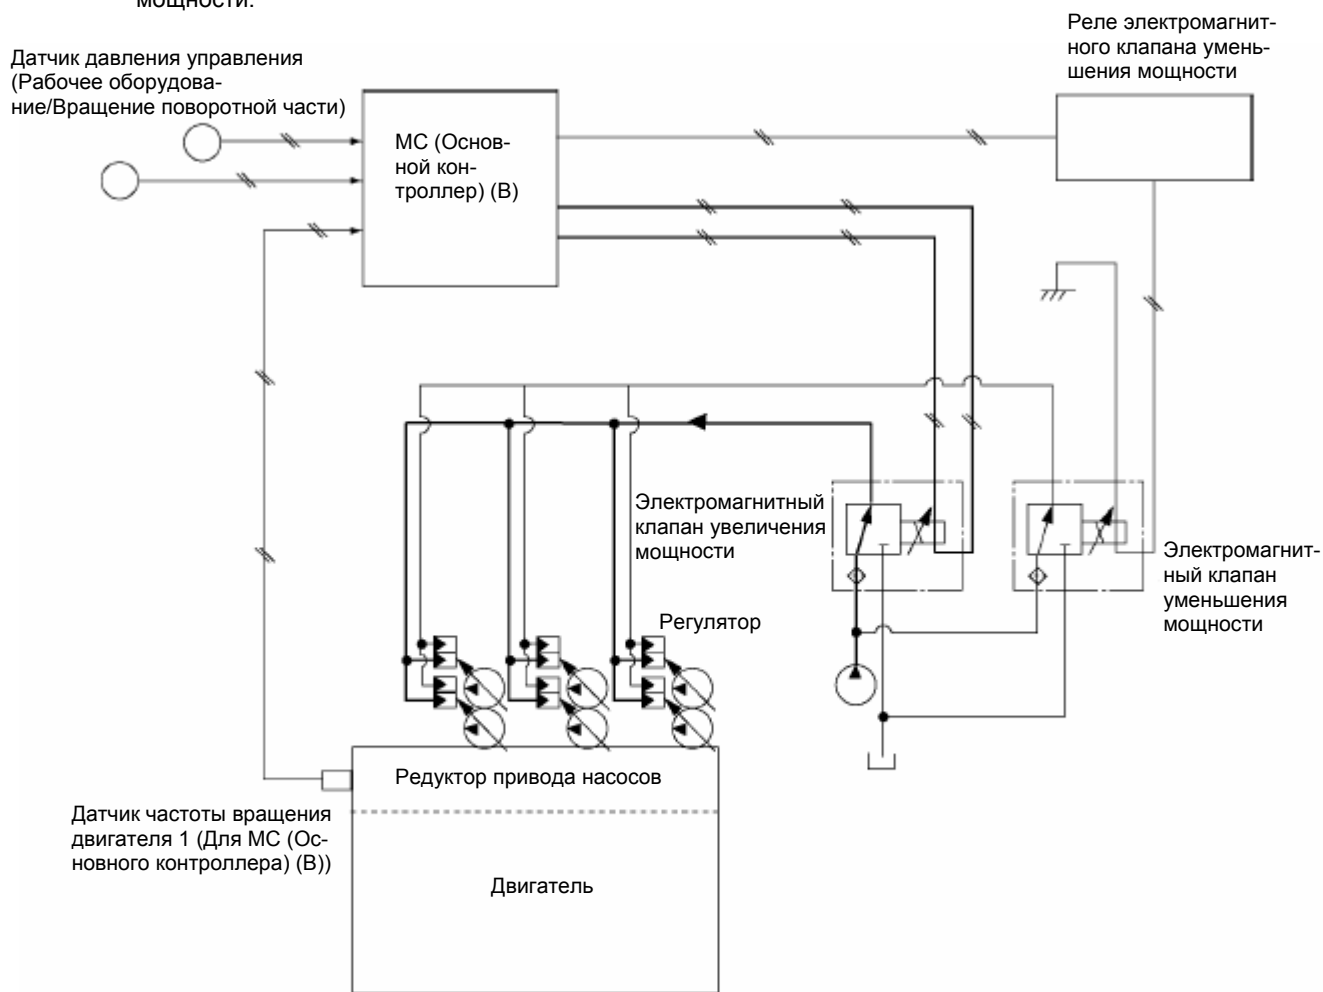 мощности.
Реле электромагнит-
ного клапана умень-
шения мощности
Датчик давления управления
(Рабочее оборудова-
ние/Вращение поворотной части)
МС (Основ-
ной кон-
троллер) (В)
Электромагнитный
клапан увеличения
мощности
Электромагнит-
ный клапан
уменьшения
мощности
Регулятор
Редуктор привода насосов
Датчик частоты вращения
двигателя 1 (Для МС (Ос-
новного контроллера) (В))
Двигатель